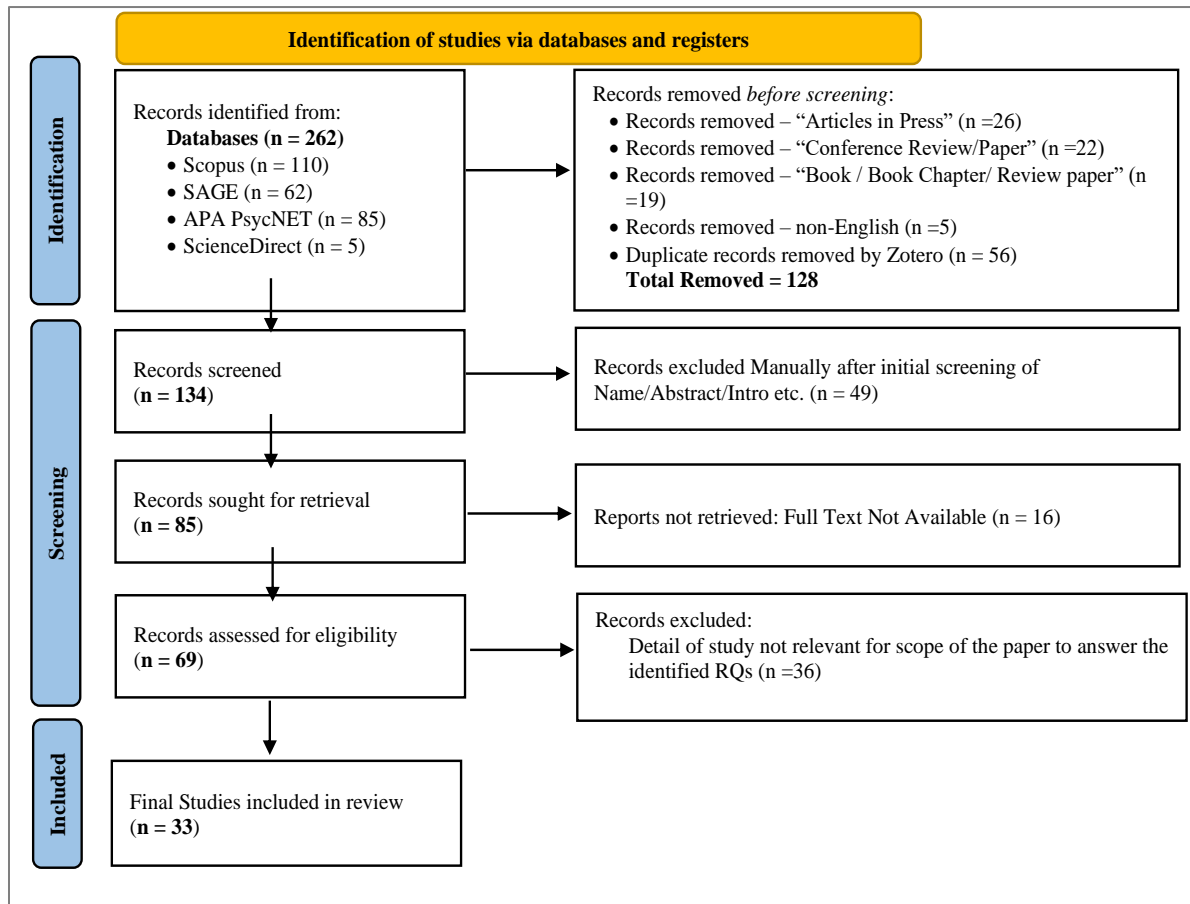 Identification of studies via databases and registers
Identification
Records identified from:
Databases (n = 262)
• Scopus (n = 110)
• SAGE (n = 62)
• APA PsycNET (n = 85)
• ScienceDirect (n = 5)
Records removed before screening:
• Records removed – “Articles in Press” (n =26)
• Records removed – “Conference Review/Paper” (n =22)
• Records removed – “Book / Book Chapter/ Review paper” (n
=19)
• Records removed – non-English (n =5)
• Duplicate records removed by Zotero (n = 56)
Total Removed = 128
Screening
Records screened
(n = 134)
Records excluded Manually after initial screening of
Name/Abstract/Intro etc. (n = 49)
Records sought for retrieval
(n = 85)
Reports not retrieved: Full Text Not Available (n = 16)
Records assessed for eligibility
(n = 69)
Records excluded:
Detail of study not relevant for scope of the paper to answer the
identified RQs (n =36)
Included
Final Studies included in review
(n = 33)